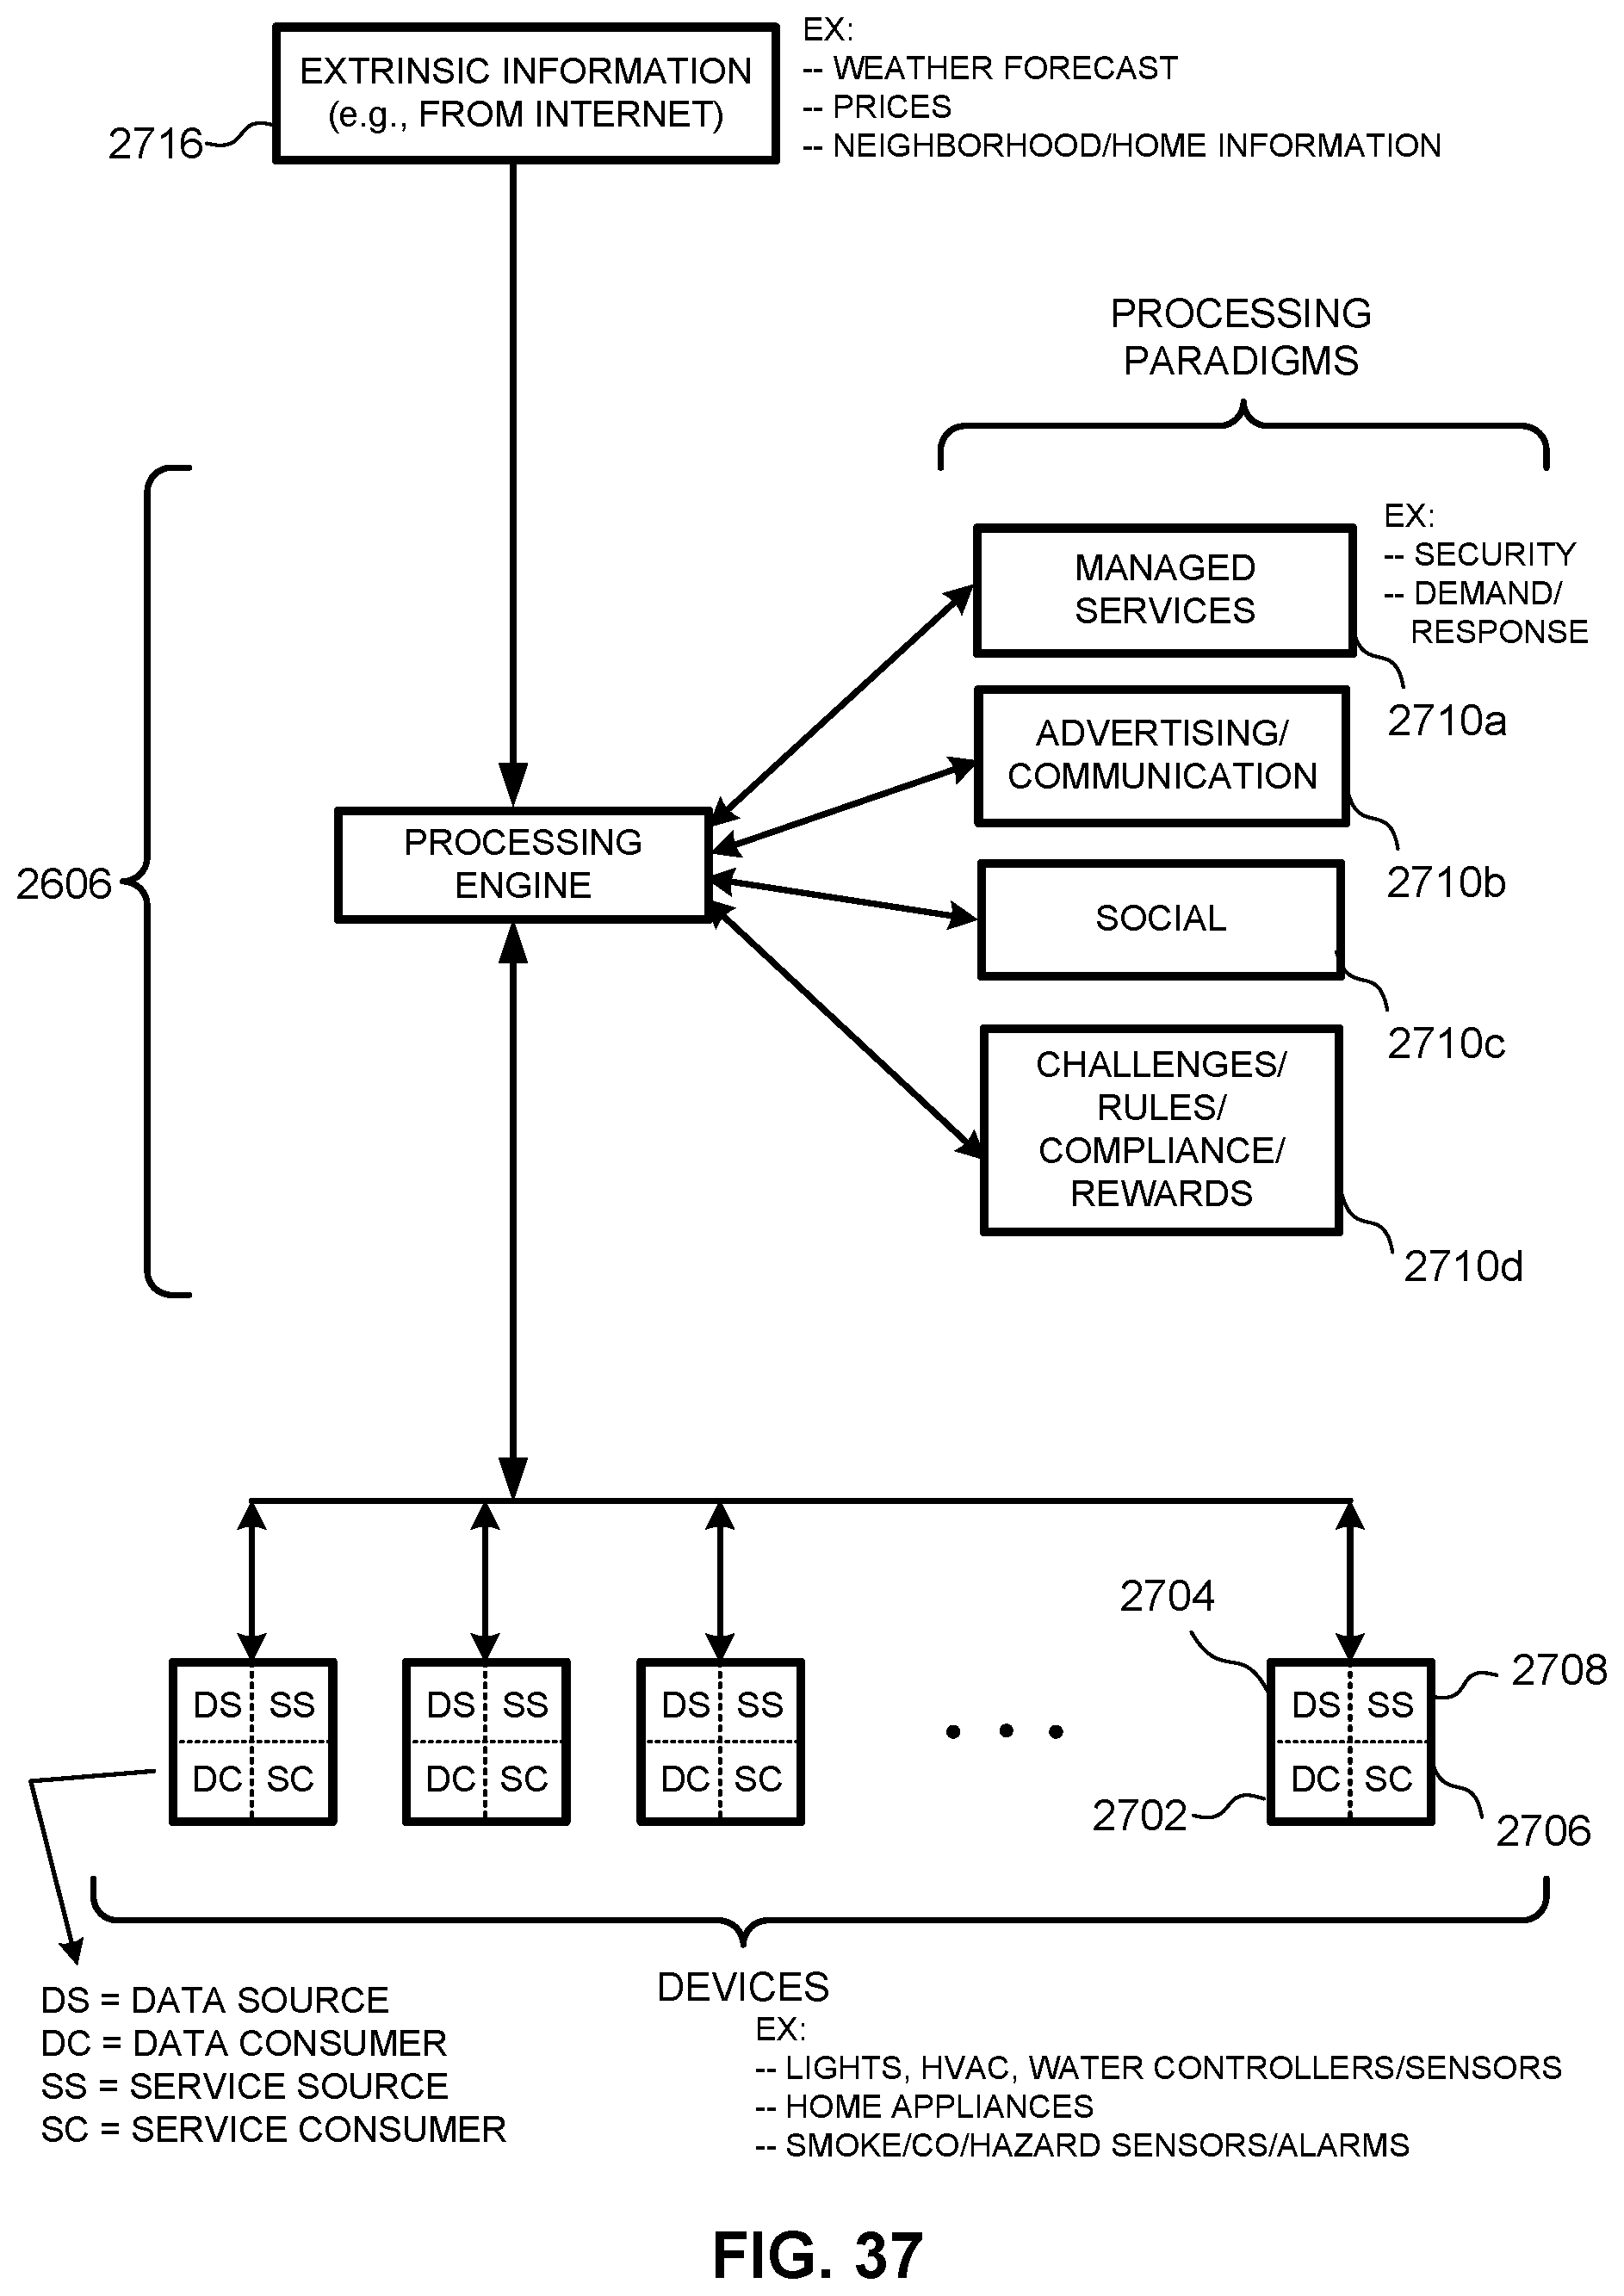 EXTRINSIC INFORMATION
(e.g., FROM INTERNET)
2716
EX:
-- WEATHER FORECAST
-- PRICES
-- NEIGHBORHOOD/HOME INFORMATION
PROCESSING
PARADIGMS
2606
PROCESSING
ENGINE
MANAGED
SERVICES
EX:
-- SECURITY
-- DEMAND/
RESPONSE
2710a
ADVERTISING/
COMMUNICATION
2710b
SOCIAL
2710c
CHALLENGES/
RULES/
COMPLIANCE/
REWARDS
2710d
DS SS
DC SC
DS SS
DC SC
DS SS
DC SC
• • •
2704
DS SS
DC SC
2708
2702
2706
DS = DATA SOURCE
DC = DATA CONSUMER
SS = SERVICE SOURCE
SC = SERVICE CONSUMER
DEVICES
EX:
-- LIGHTS, HVAC, WATER CONTROLLERS/SENSORS
-- HOME APPLIANCES
-- SMOKE/CO/HAZARD SENSORS/ALARMS
FIG. 37